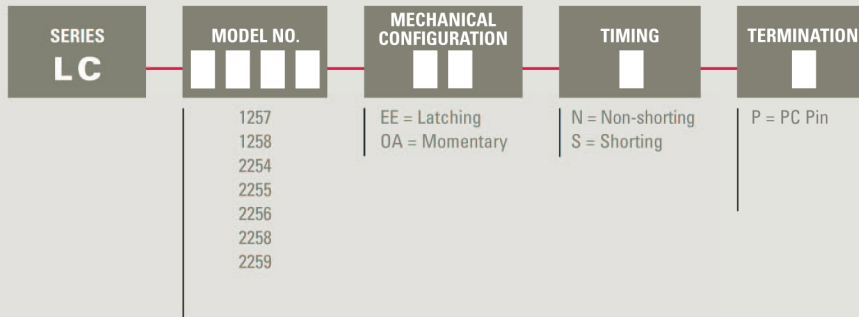 SERIES
LC
MODEL NO.
1257
1258
2254
2255
2256
2258
2259
MECHANICAL
CONFIGURATION
EE = Latching
OA = Momentary
TIMING
N = Non-shorting
S = Shorting
TERMINATION
P = PC Pin